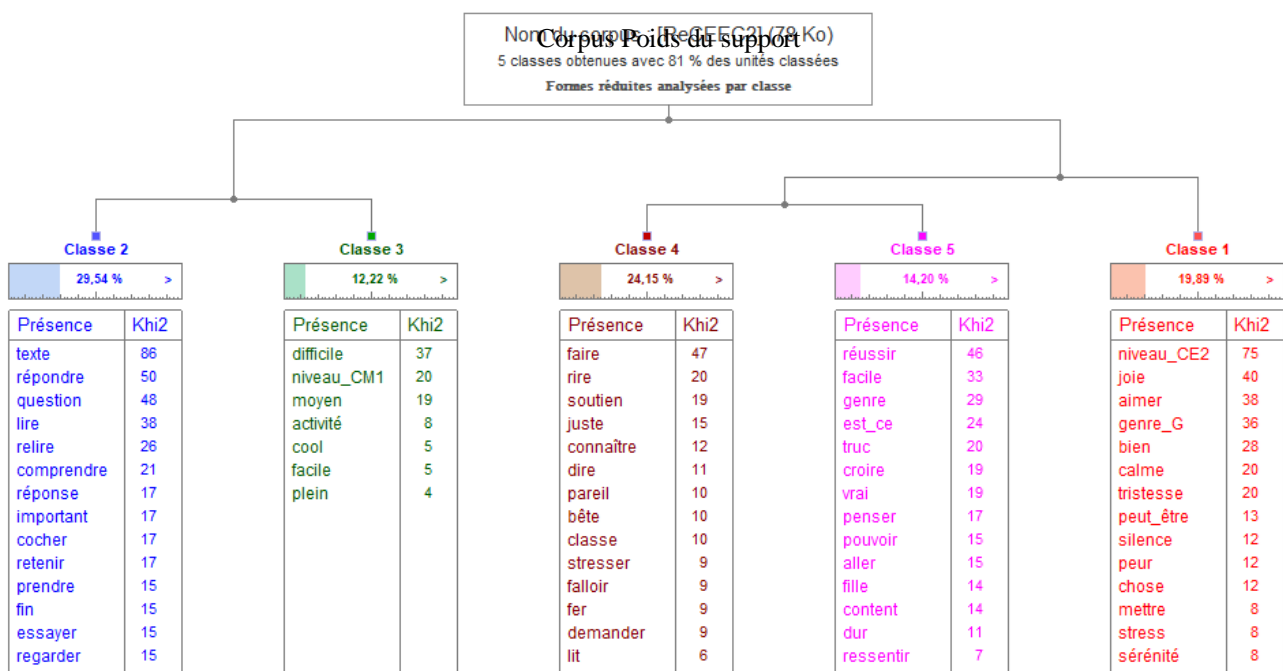 Nom du corpus : [ReCEEC2] (78 Ko)
Corpus Poids du support
5 classes obtenues avec 81 % des unités classées
Formes réduites analysées par classe
Classe 2
29,54 % >
Présence Khi2
texte 86
répondre 50
question 48
lire 38
relire 26
comprendre 21
réponse 17
important 17
cocher 17
retenir 17
prendre 15
fin 15
essayer 15
regarder 15
Classe 3
12,22 % >
Présence Khi2
difficile 37
niveau_CM1 20
moyen 19
activité 8
cool 5
facile 5
plein 4
Classe 4
24,15 % >
Présence Khi2
faire 47
rire 20
soutien 19
juste 15
connaître 12
dire 11
pareil 10
bête 10
classe 10
stresser 9
falloir 9
fer 9
demander 9
lit 6
Classe 5
14,20 % >
Présence Khi2
réussir 46
facile 33
genre 29
est_ce 24
truc 20
croire 19
vrai 19
penser 17
pouvoir 15
aller 15
fille 14
content 14
dur 11
ressentir 7
Classe 1
19,89 % >
Présence Khi2
niveau_CE2 75
joie 40
aimer 38
genre_G 36
bien 28
calme 20
tristesse 20
peut_être 13
silence 12
peur 12
chose 12
mettre 8
stress 8
sérénité 8